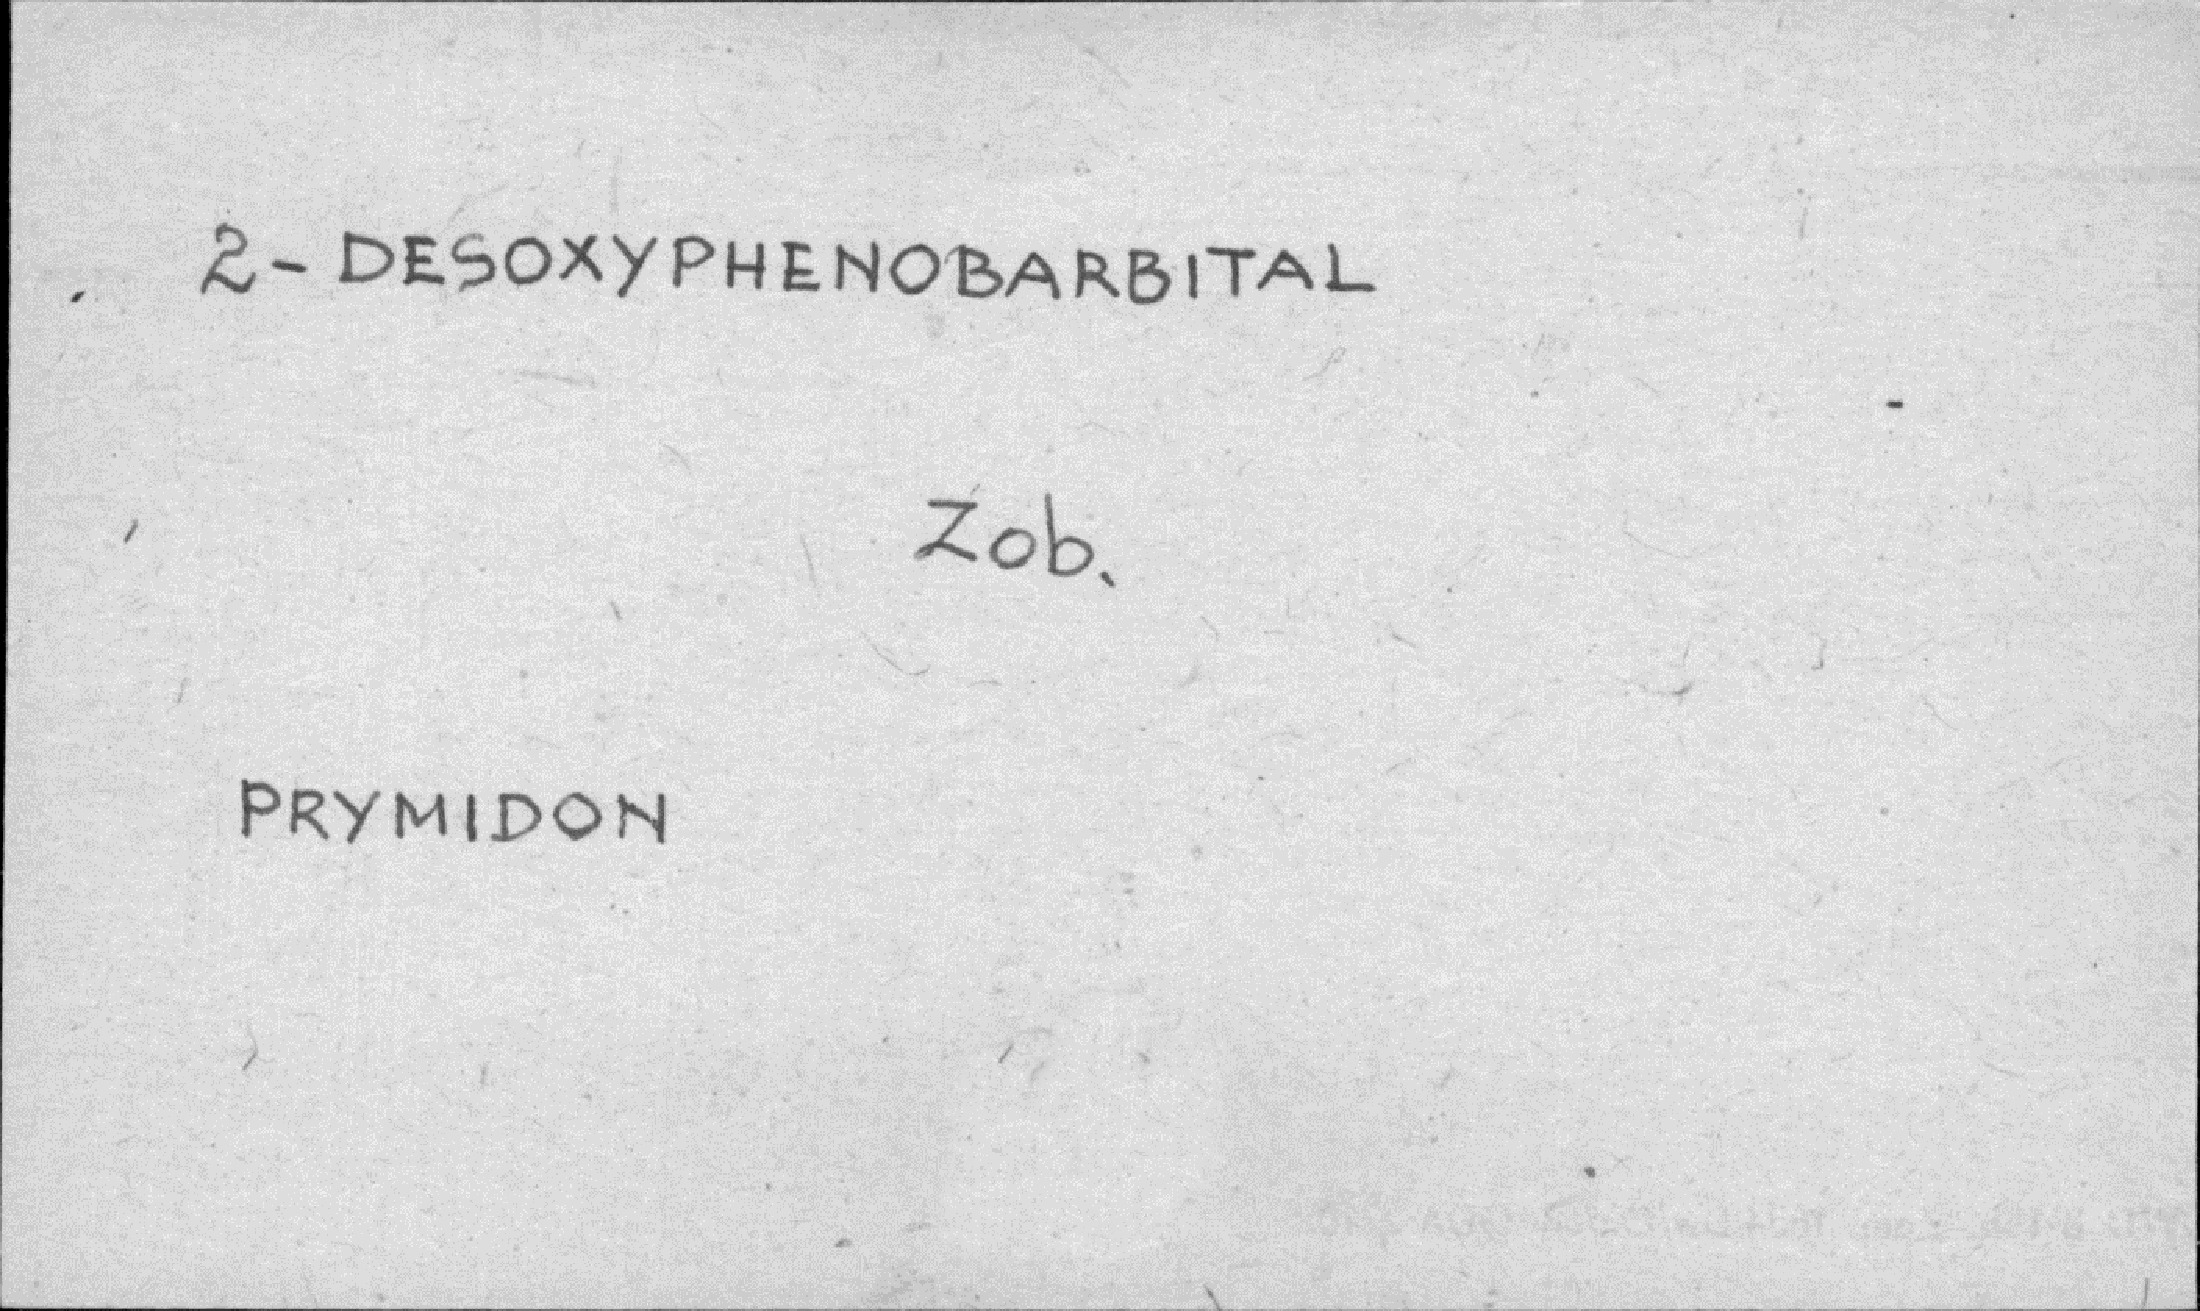 2-DESOXYPHENOBARBITAL
Zob.
PRYMIDON